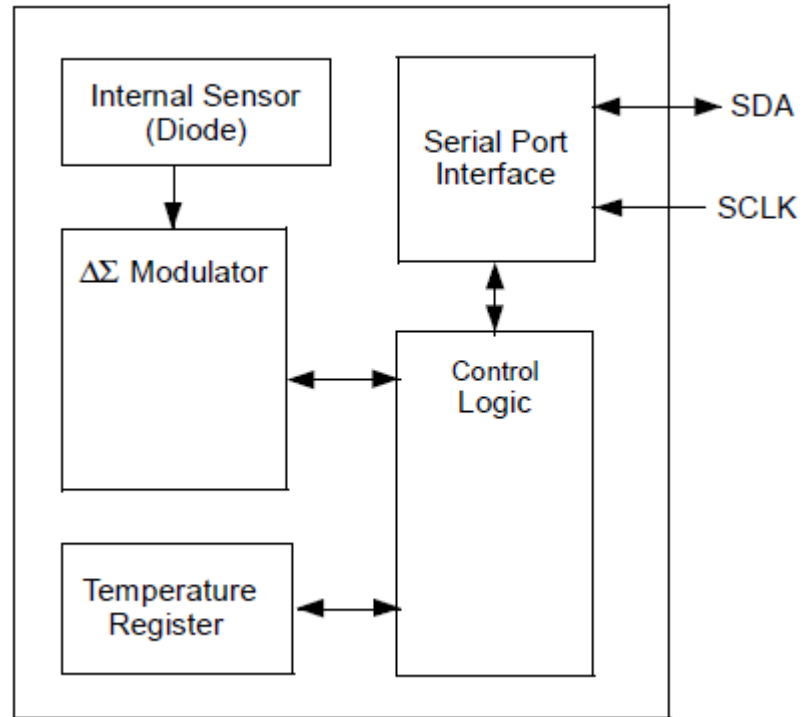 Internal Sensor
(Diode)
Serial Port
Interface
SDA
SCLK
ΔΣ Modulator
Control
Logic
Temperature
Register